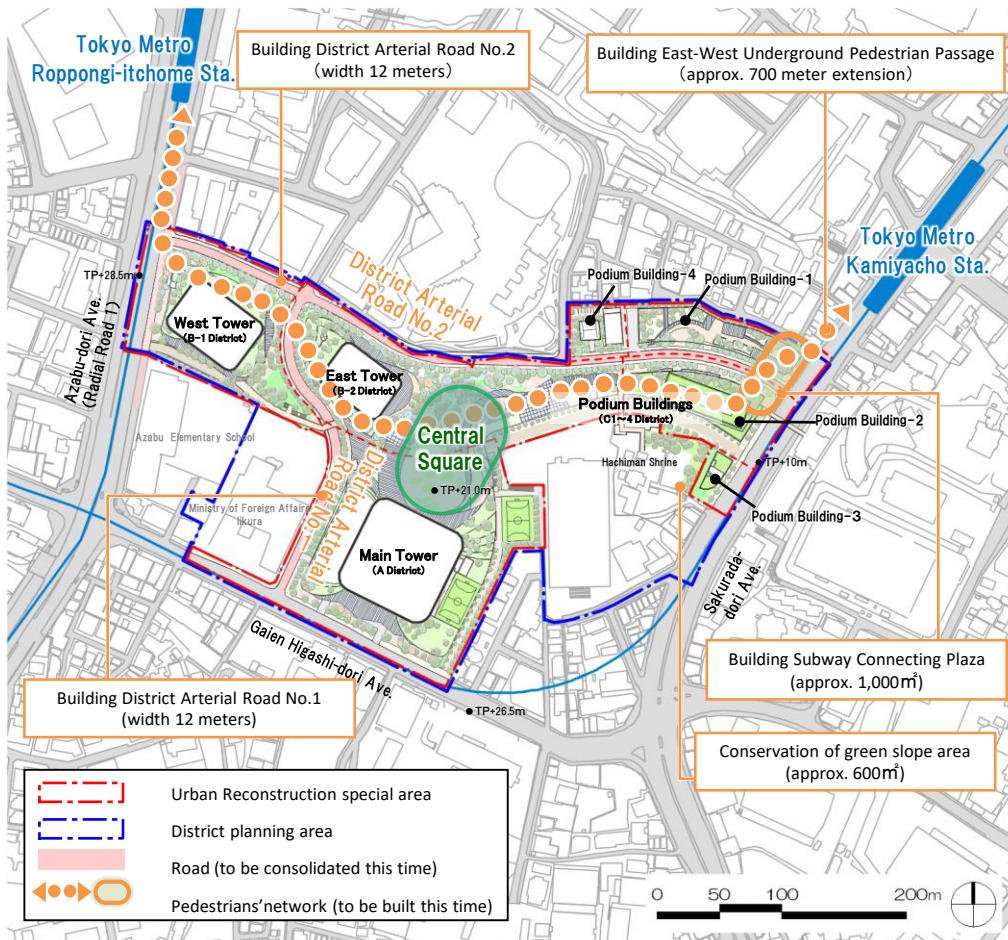 Tokyo Metro
Roppongi-itchome Sta.
Building District Arterial Road No.2
(width 12 meters)
Building East-West Underground Pedestrian Passage
(approx. 700 meter extension)
Tokyo Metro
Kamiyacho Sta.
TP+28.5m
Azabu-dori Ave.
(Radial Road 1)
West Tower
(B-1 District)
District Arterial
Road No.2
Podium Building-4
Podium Building-1
East Tower
(B-2 District)
Central
Square
Podium Buildings
(C1~4 District)
Podium Building-2
Azabu Elementary School
Hachiman Shrine
TP+10m
TP+21.0m
District Arterial
Road No.1
Ministry of Foreign Affairs
Iikura
Podium Building-3
Main Tower
(A District)
Sakurada-
dori Ave.
Gaien Higashi-dori Ave.
TP+26.5m
Building Subway Connecting Plaza
(approx. 1,000㎡)
Building District Arterial Road No.1
(width 12 meters)
Conservation of green slope area
(approx. 600㎡)
Urban Reconstruction special area
District planning area
Road (to be consolidated this time)
Pedestrians'network (to be built this time)
0 50 100 200m